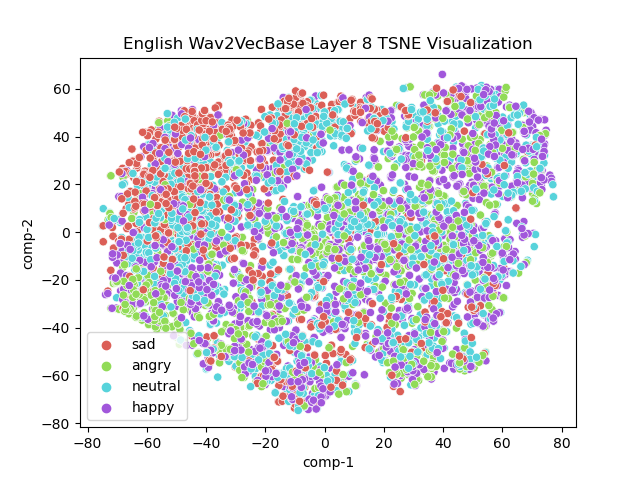 English Wav2VecBase Layer 8 TSNE Visualization
60
40
20
0
−20
−40
−60
−80
comp-2
sad
angry
neutral
happy
−80
−60
−40
−20
0
20
40
60
80
comp-1